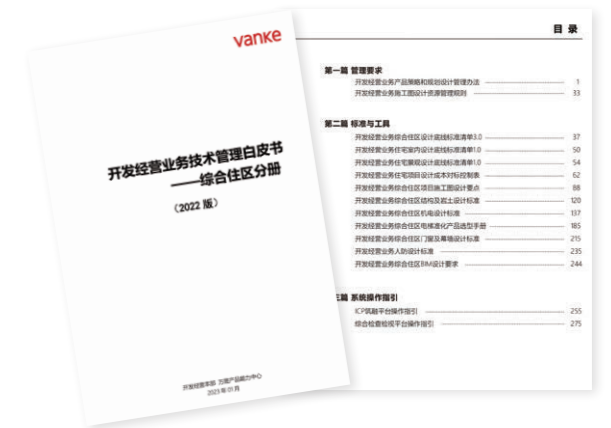 vanke
开发经营业务技术管理白皮书
——综合住区分册
（2022 版）
开发经营本部 万霖产品能力中心
2023 年 01 月
目 录
第一篇 管理要求
开发经营业务产品策略和规划设计管理办法 1
开发经营业务施工图设计资源管理规则 33
第二篇 标准与工具
开发经营业务综合住区设计底线标准清单3.0 37
开发经营业务住宅室内设计底线标准清单1.0 50
开发经营业务住宅景观设计底线标准清单1.0 54
开发经营业务住宅项目设计成本对标控制表 62
开发经营业务综合住区项目施工图设计要点 88
开发经营业务综合住区结构及岩土设计标准 120
开发经营业务综合住区机电设计标准 137
开发经营业务综合住区电梯准化产品选型手册 185
开发经营业务综合住区门窗及幕墙设计标准 215
开发经营业务人防设计标准 235
开发经营业务综合住区BIM设计要求 244
三篇 系统操作指引
ICP筑融平台操作指引 255
综合检查检视平台操作指引 275